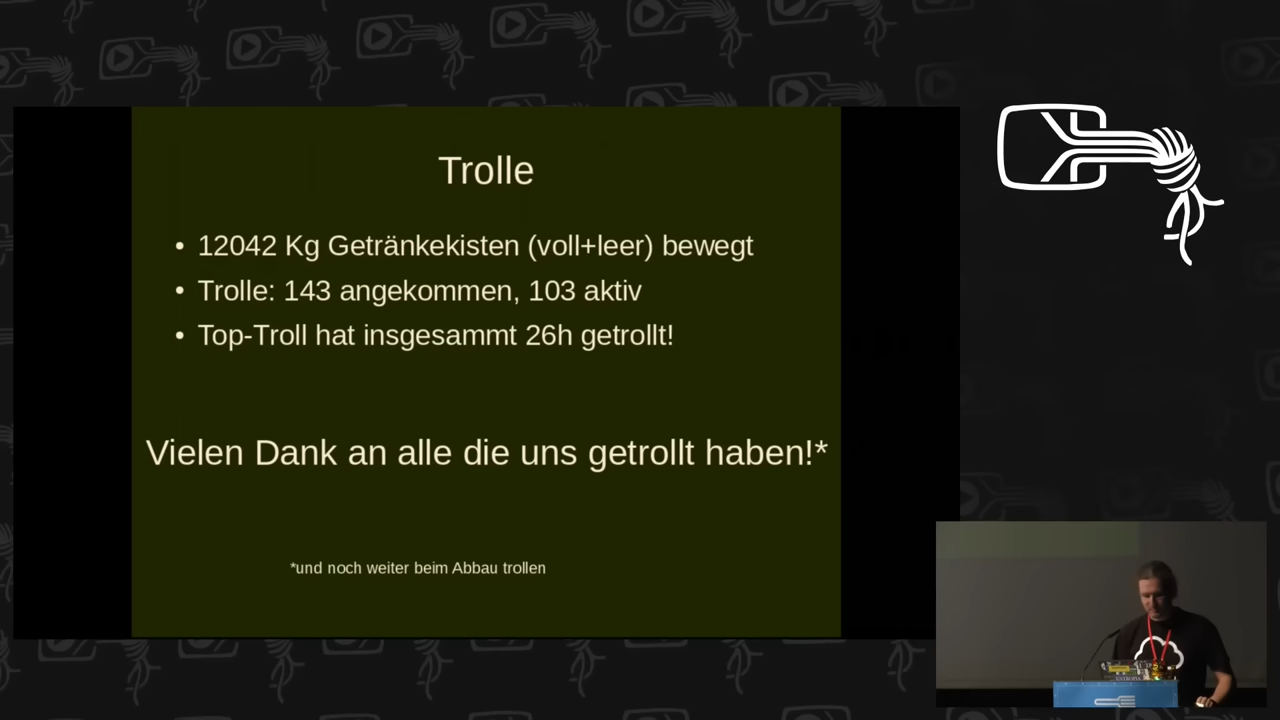 Trolle
• 12042 Kg Getränkekisten (voll+leer) bewegt
• Trolle: 143 angekommen, 103 aktiv
• Top-Troll hat insgesammt 26h getrollt!
Vielen Dank an alle die uns getrollt haben!*
*und noch weiter beim Abbau trollen
ENTROPIA